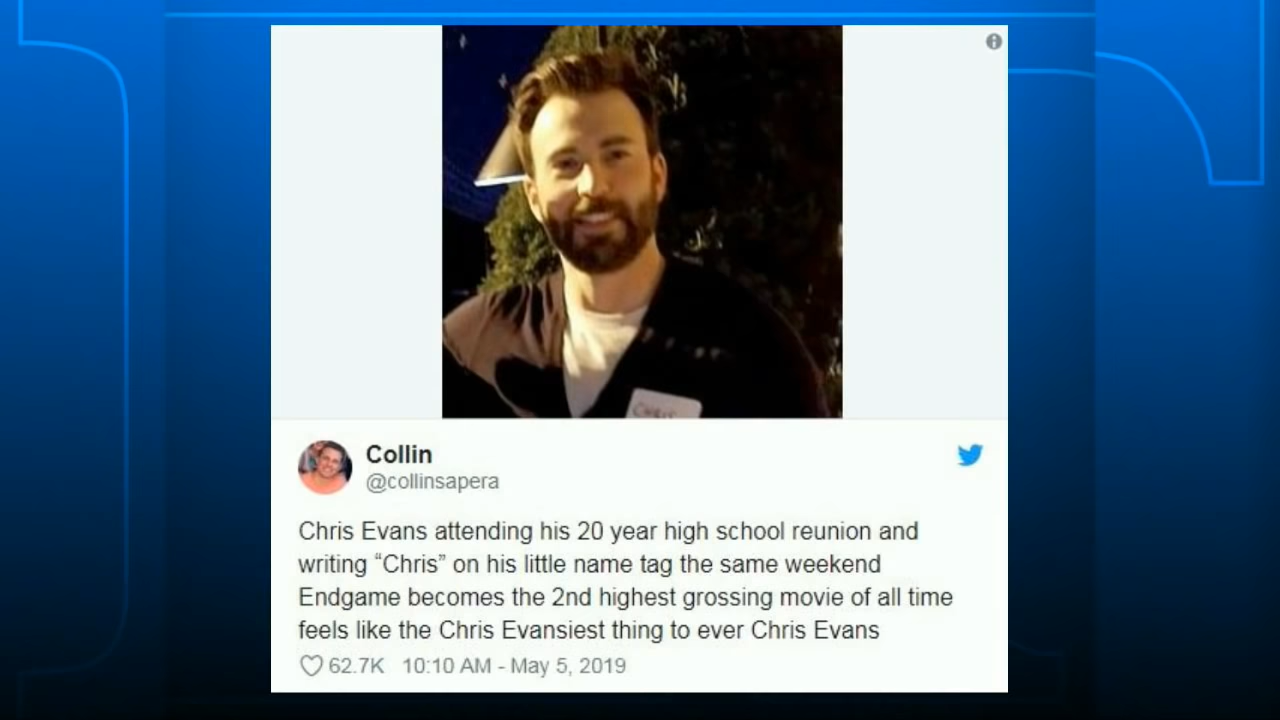 CHRIS
Collin
@collinsapera
Chris Evans attending his 20 year high school reunion and
writing “Chris” on his little name tag the same weekend
Endgame becomes the 2nd highest grossing movie of all time
feels like the Chris Evansiest thing to ever Chris Evans
62.7K 10:10 AM - May 5, 2019